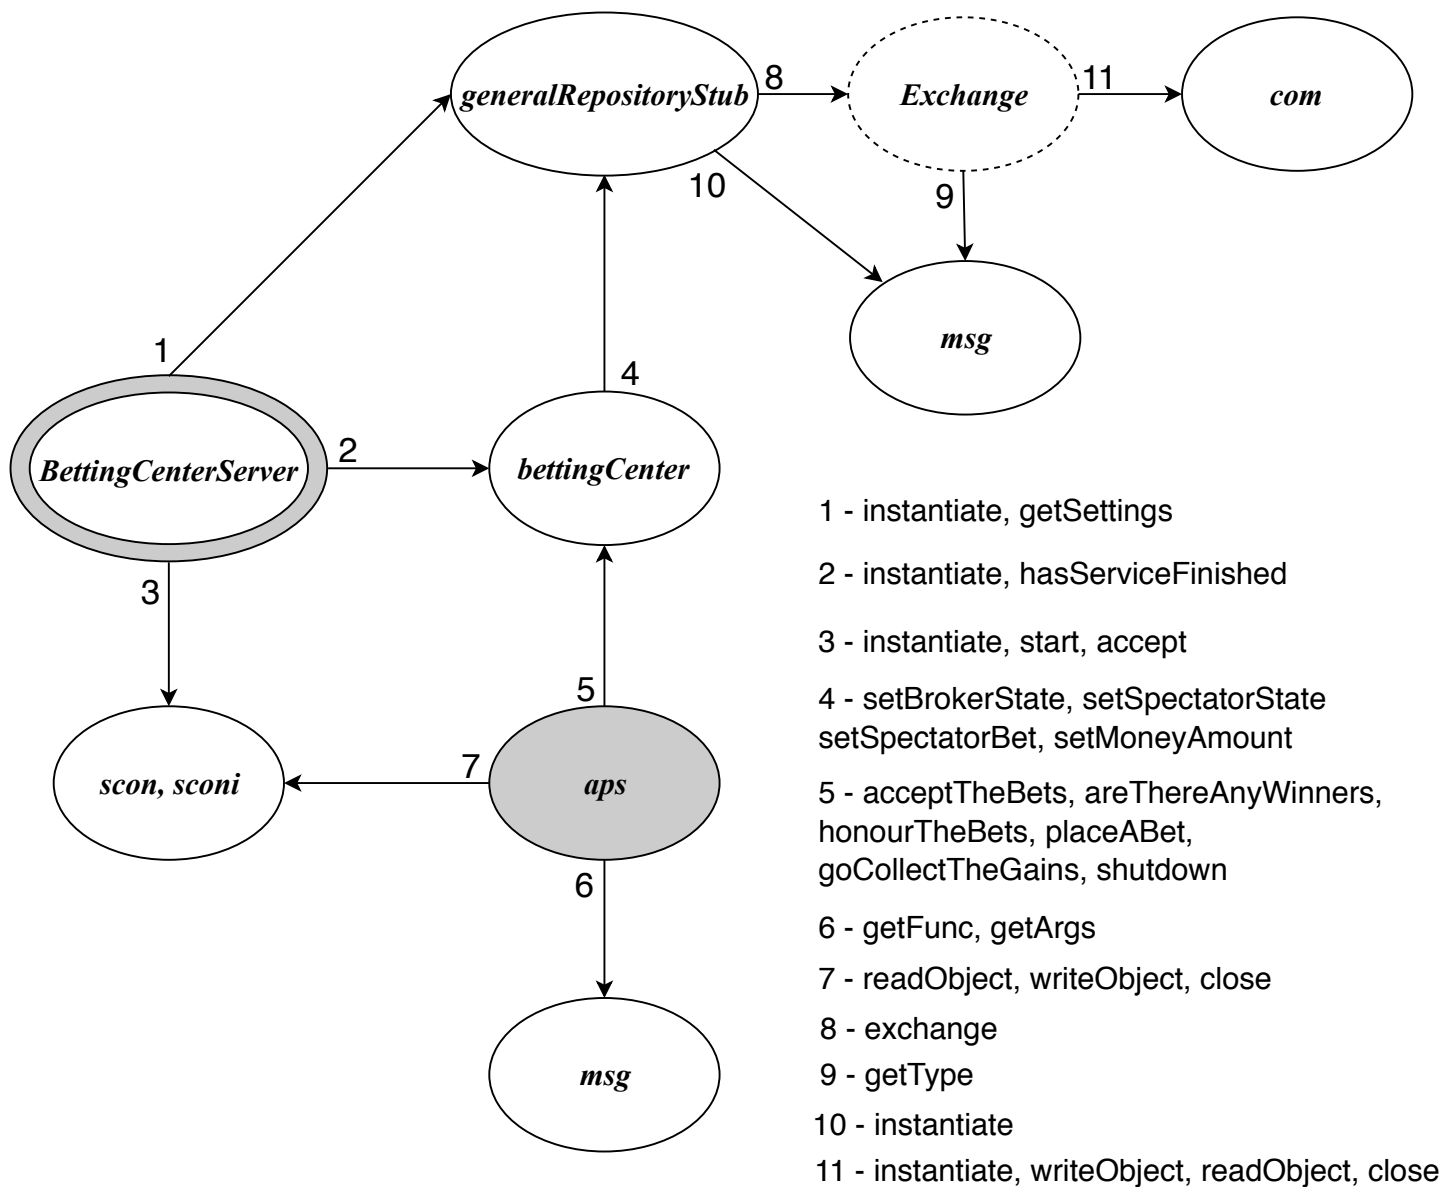 generalRepositoryStub
8
Exchange
11
com
10
9
msg
1
4
BettingCenterServer
2
bettingCenter
3
5
scon, sconi
7
aps
6
msg
1 - instantiate, getSettings
2 - instantiate, hasServiceFinished
3 - instantiate, start, accept
4 - setBrokerState, setSpectatorState
setSpectatorBet, setMoneyAmount
5 - acceptTheBets, areThereAnyWinners,
honourTheBets, placeABet,
goCollectTheGains, shutdown
6 - getFunc, getArgs
7 - readObject, writeObject, close
8 - exchange
9 - getType
10 - instantiate
11 - instantiate, writeObject, readObject, close